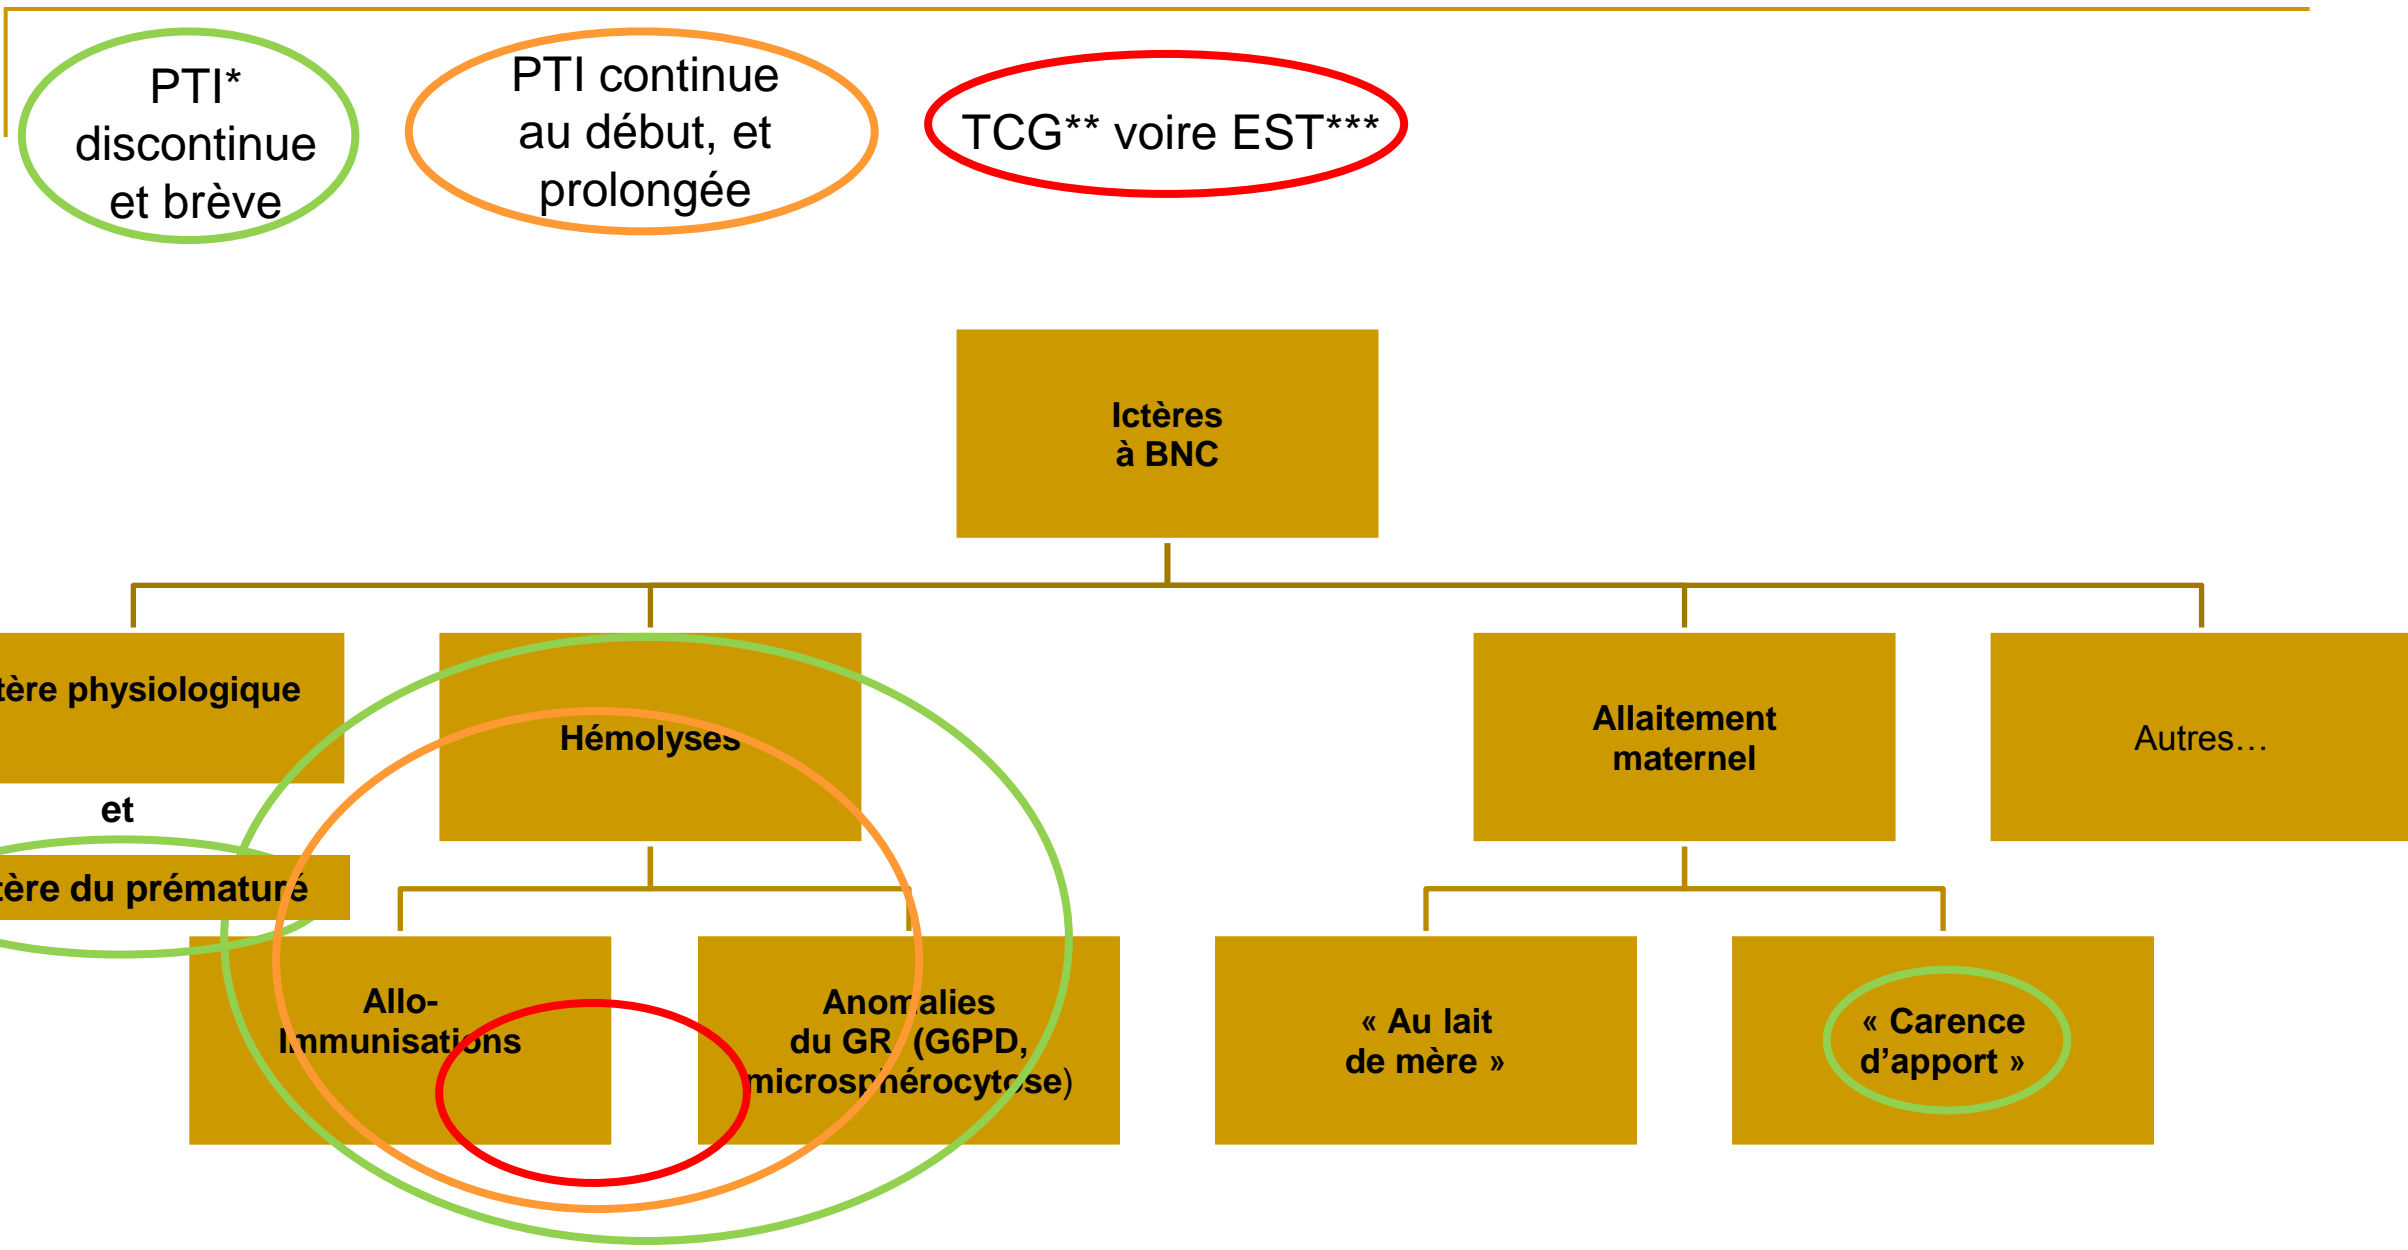 PTI*
discontinue
et brève
PTI continue
au début, et
prolongée
TCG** voire EST***
Ictères
à BNC
tère physiologique
et
tère du prématuré
Hémolyses
Allo-
Immunisations
Anomalies
du GR (G6PD,
microsphérocytose)
Allaitement
maternel
« Au lait
de mère »
« Carence
d’apport »
Autres…